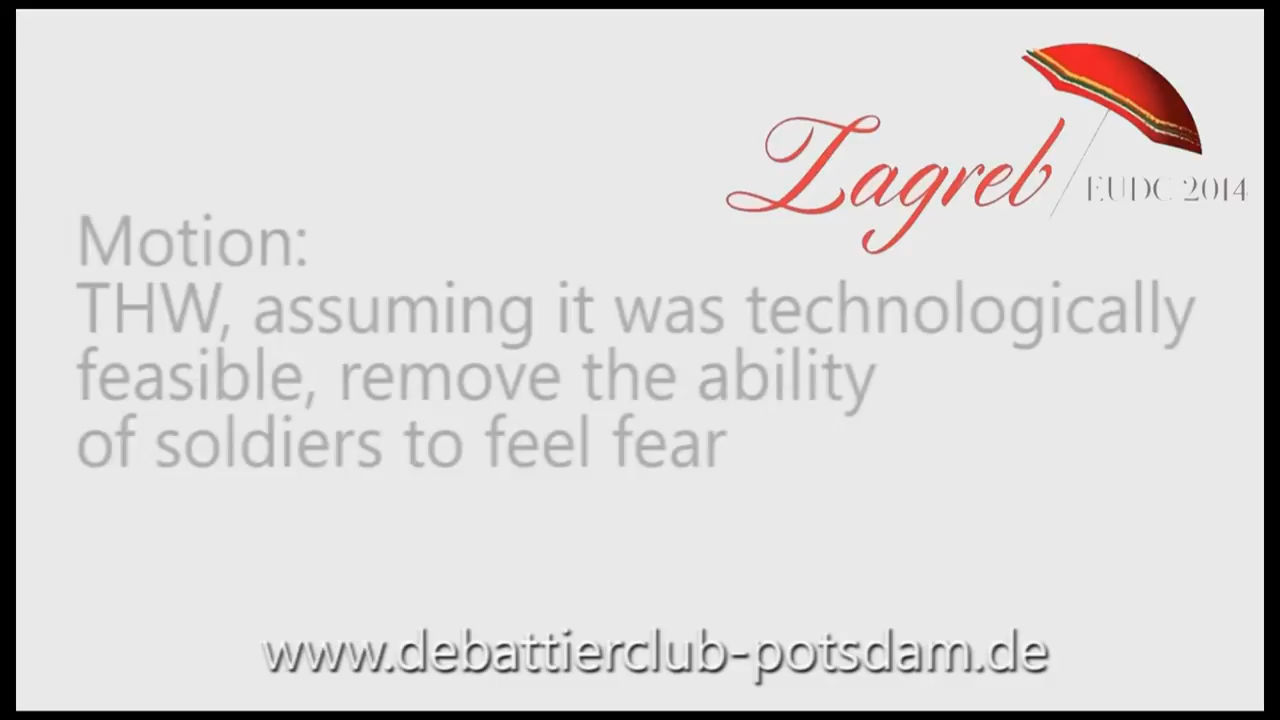 Zagreb
EUDC 2014
Motion:
THW, assuming it was technologically
feasible, remove the ability
of soldiers to feel fear
www.debattierclub-potsdam.de